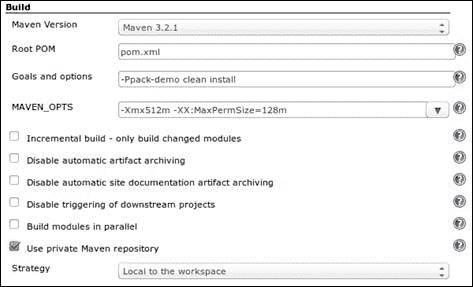 Build
Maven Version Maven 3.2.1
Root POM pom.xml
Goals and options -Ppack-demo clean install
MAVEN_OPTS -Xmx512m -XX:MaxPermSize=128m
Incremental build - only build changed modules
Disable automatic artifact archiving
Disable automatic site documentation artifact archiving
Disable triggering of downstream projects
Build modules in parallel
Use private Maven repository
Strategy Local to the workspace